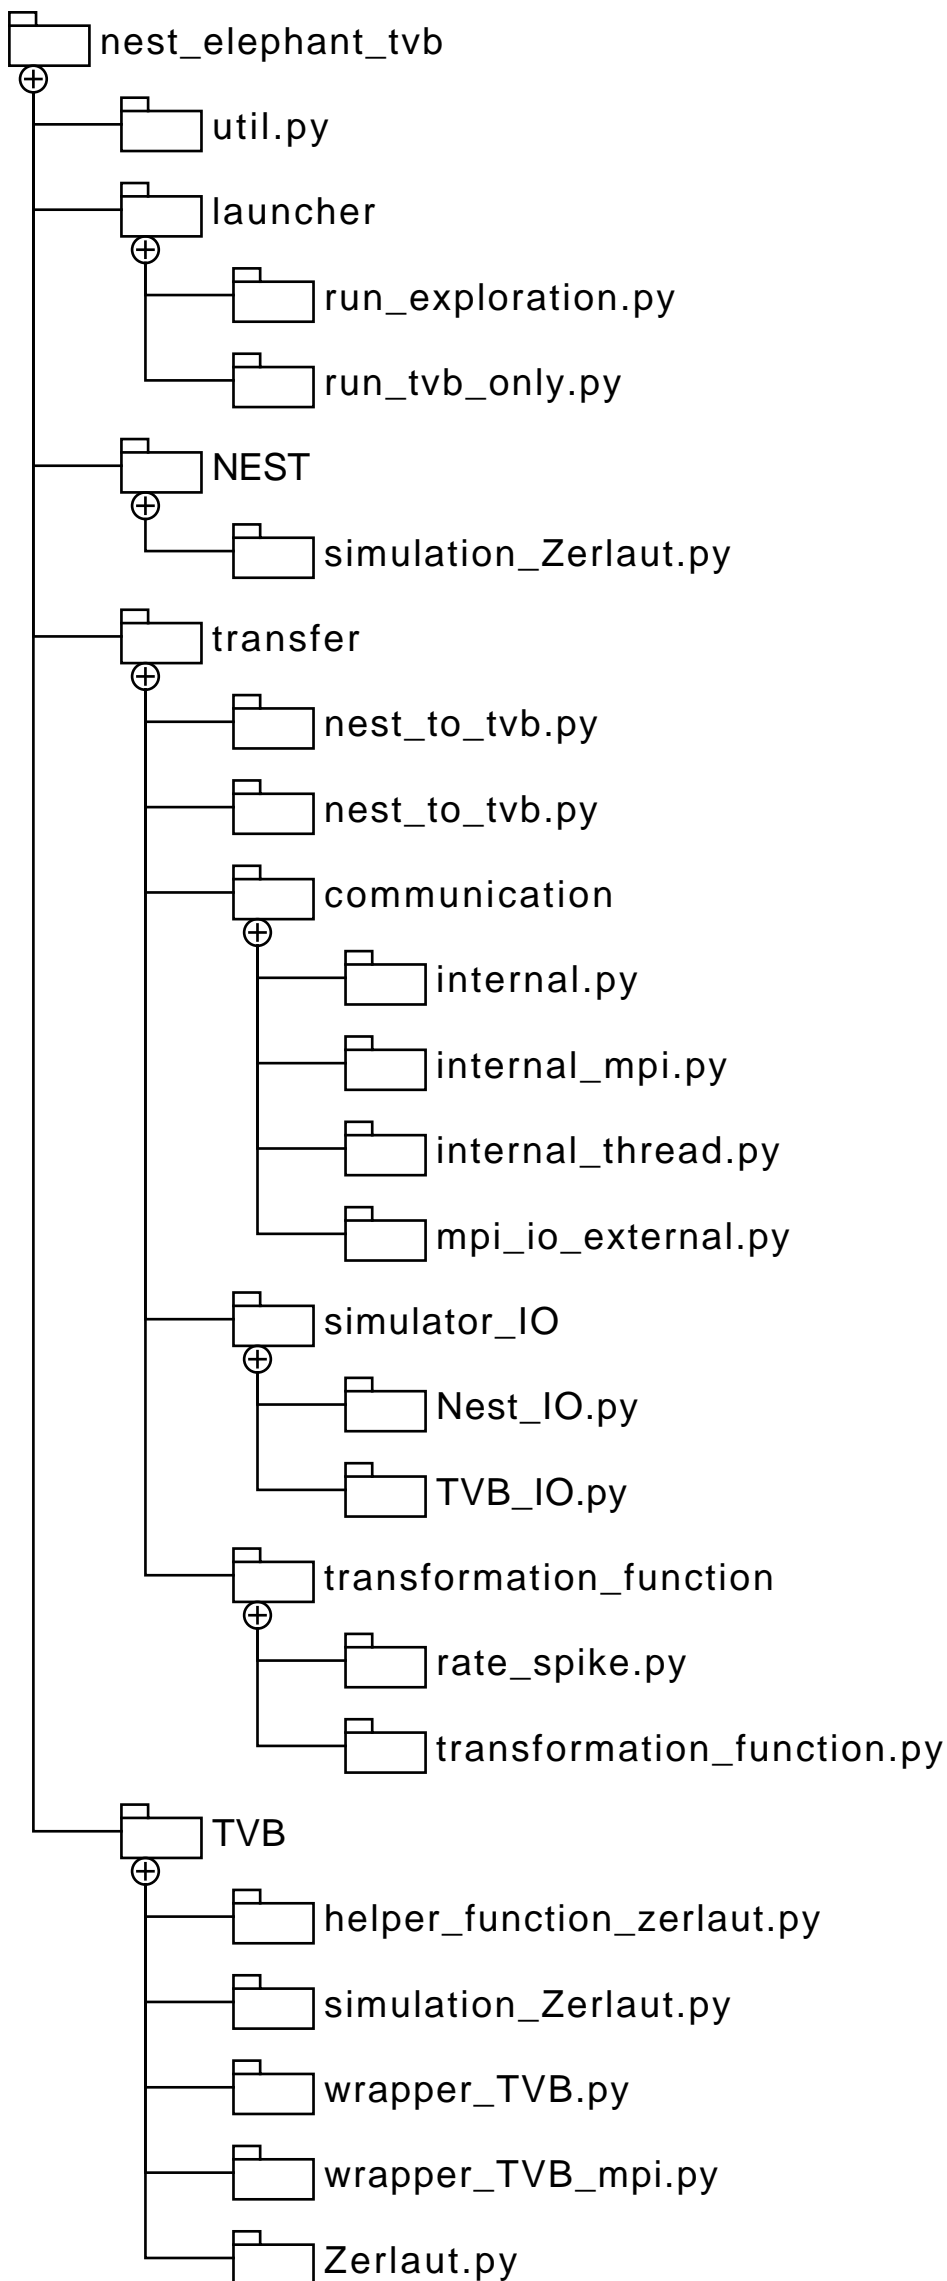 nest_elephant_tvb
util.py
launcher
run_exploration.py
run_tvb_only.py
NEST
simulation_Zerlaut.py
transfer
nest_to_tvb.py
nest_to_tvb.py
communication
internal.py
internal_mpi.py
internal_thread.py
mpi_io_external.py
simulator_IO
Nest_IO.py
TVB_IO.py
transformation_function
rate_spike.py
transformation_function.py
TVB
helper_function_zerlaut.py
simulation_Zerlaut.py
wrapper_TVB.py
wrapper_TVB_mpi.py
Zerlaut.py